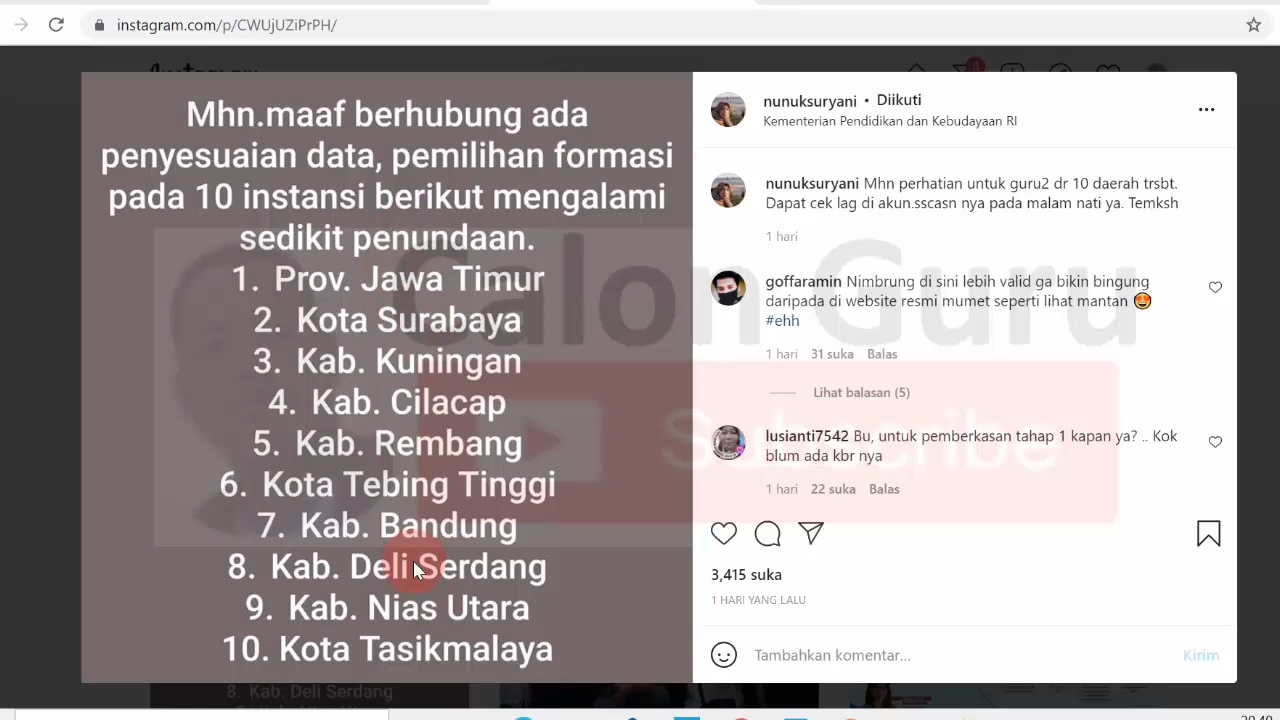 instagram.com/p/CWUjUZiPrPH/
Mhn.maaf berhubung ada
penyesuaian data, pemilihan formasi
pada 10 instansi berikut mengalami
sedikit penundaan.
1. Prov. Jawa Timur
2. Kota Surabaya
3. Kab. Kuningan
4. Kab. Cilacap
5. Kab. Rembang
6. Kota Tebing Tinggi
7. Kab. Bandung
8. Kab. Deli Serdang
9. Kab. Nias Utara
10. Kota Tasikmalaya
nunuksuryani • Diikuti
Kementerian Pendidikan dan Kebudayaan RI
nunuksuryani Mhn perhatian untuk guru2 dr 10 daerah trsbt.
Dapat cek lag di akun.sscasn nya pada malam nati ya. Temksh
1 hari
goffaramin Nimbrung di sini lebih valid ga bikin bingung
daripada di website resmi mumet seperti lihat mantan 😍
#ehh
1 hari 31 suka Balas
Lihat balasan (5)
lusianti7542 Bu, untuk pemberkasan tahap 1 kapan ya? .. Kok
blum ada kbr nya
1 hari 22 suka Balas
3,415 suka
1 HARI YANG LALU
Tambahkan komentar... Kirim
Calon Guru
Subscribe
8. Kab. Deli Serdang